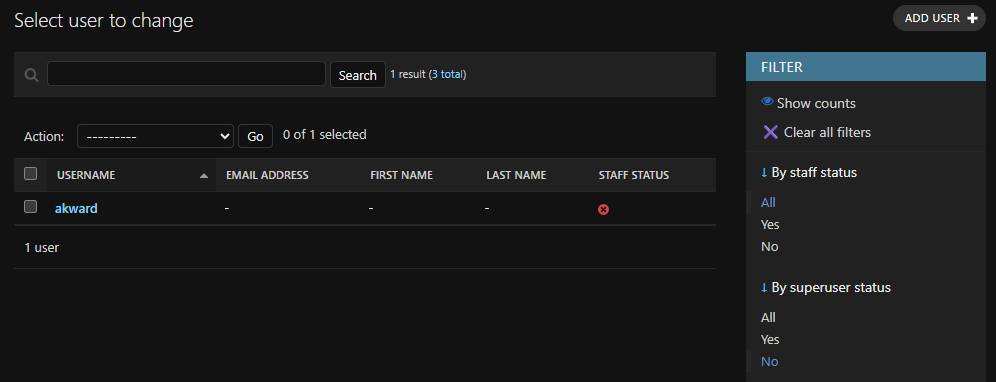 Select user to change
ADD USER
Search 1 result (3 total)
Action: --------- Go 0 of 1 selected
USERNAME EMAIL ADDRESS FIRST NAME LAST NAME STAFF STATUS
akward - - -
1 user
FILTER
Show counts
Clear all filters
↓ By staff status
All
Yes
No
↓ By superuser status
All
Yes
No